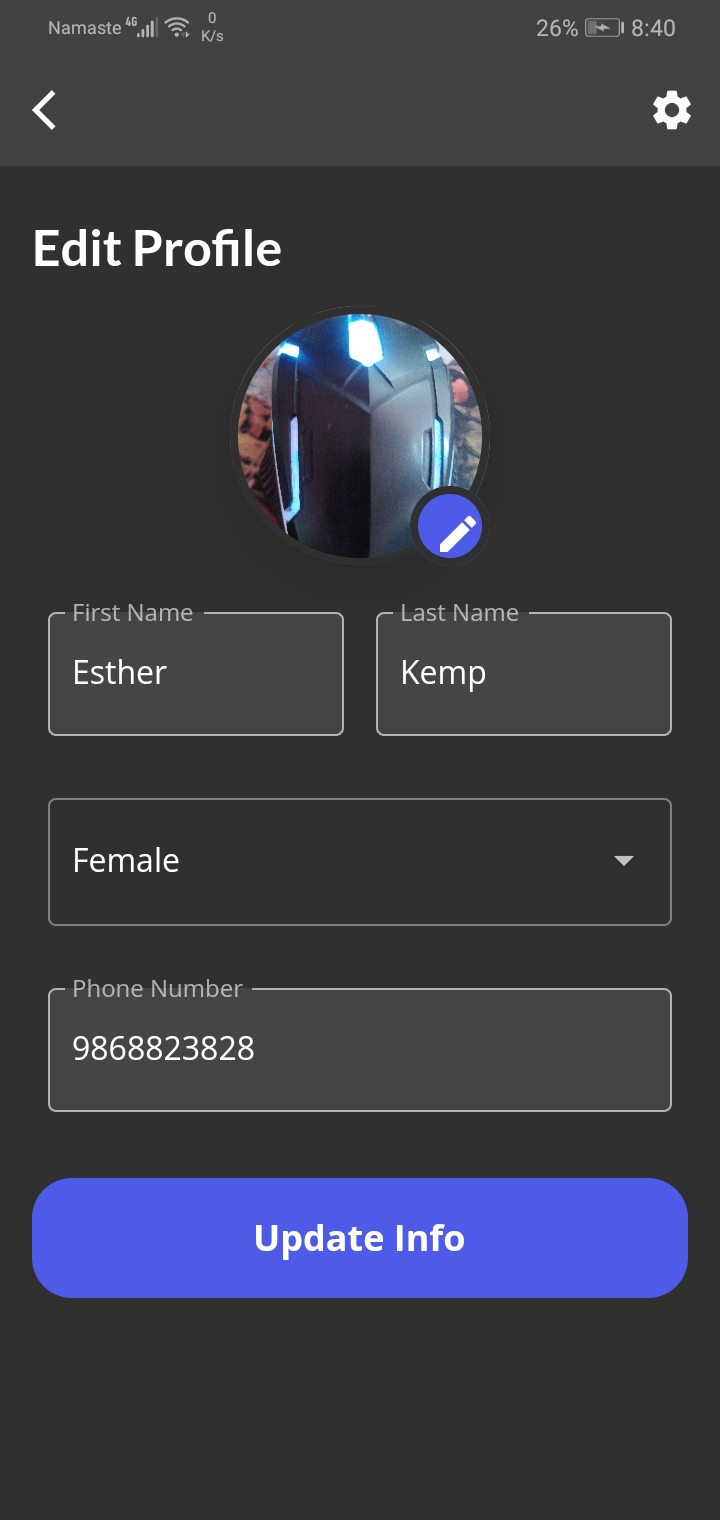 Namaste 4G 0 K/s 26% 8:40
Edit Profile
First Name Last Name
Esther Kemp
Female
Phone Number
9868823828
Update Info